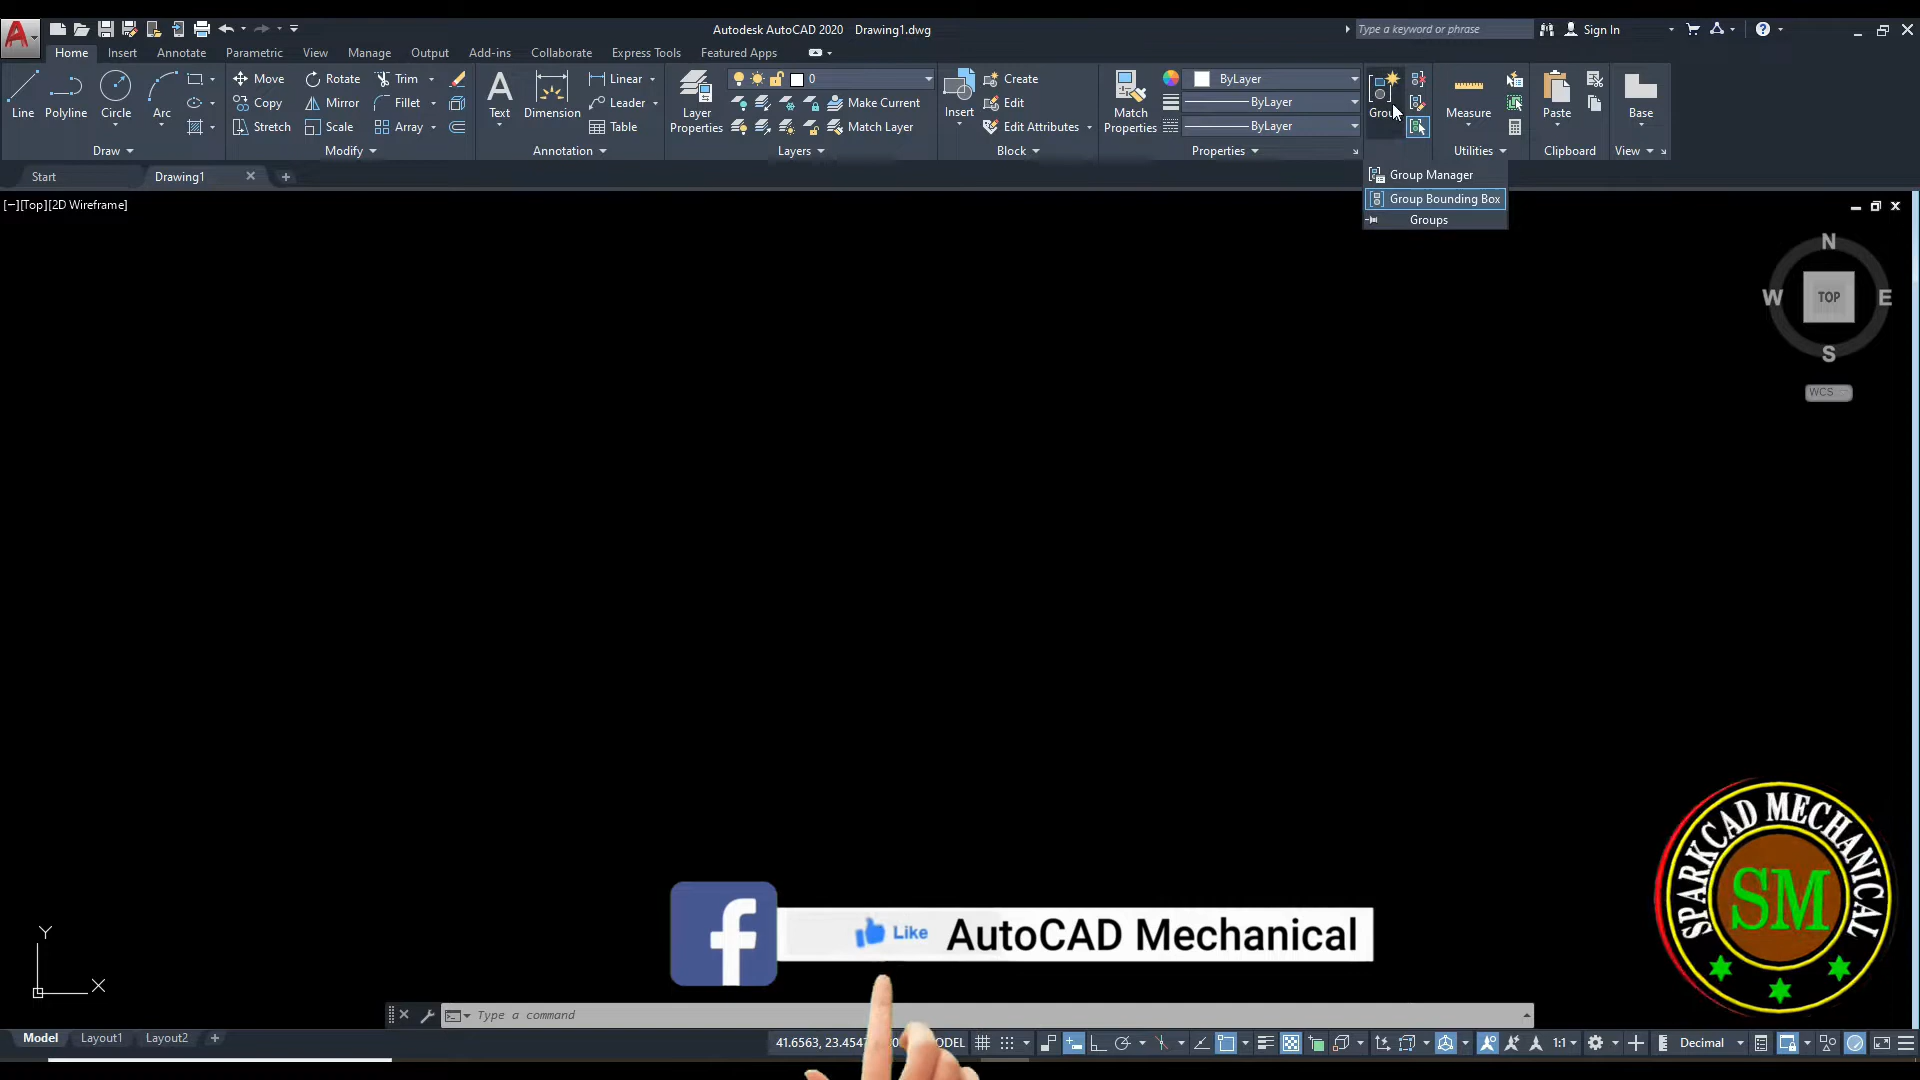 Autodesk AutoCAD 2020 Drawing1.dwg
Type a keyword or phrase
Sign In
Home Insert Annotate Parametric View Manage Output Add-ins Collaborate Express Tools Featured Apps
Line Polyline Circle Arc
Move Rotate Trim
Copy Mirror Fillet
Stretch Scale Array
Text Dimension
Linear
Leader
Table
Layer Properties
0
Make Current
Match Layer
Insert
Create
Edit
Edit Attributes
Match Properties
ByLayer
ByLayer
ByLayer
Measure
Paste
Base
Draw Modify Annotation Layers Block Properties Utilities Clipboard View
Start Drawing1
Group Manager
Group Bounding Box
Groups
[−][Top][2D Wireframe]
N
W TOP E
S
WCS
SPARKCAD MECHANICAL
SM
f Like AutoCAD Mechanical
Y
X
Type a command
Model Layout1 Layout2
41.6563,
1:1
Decimal